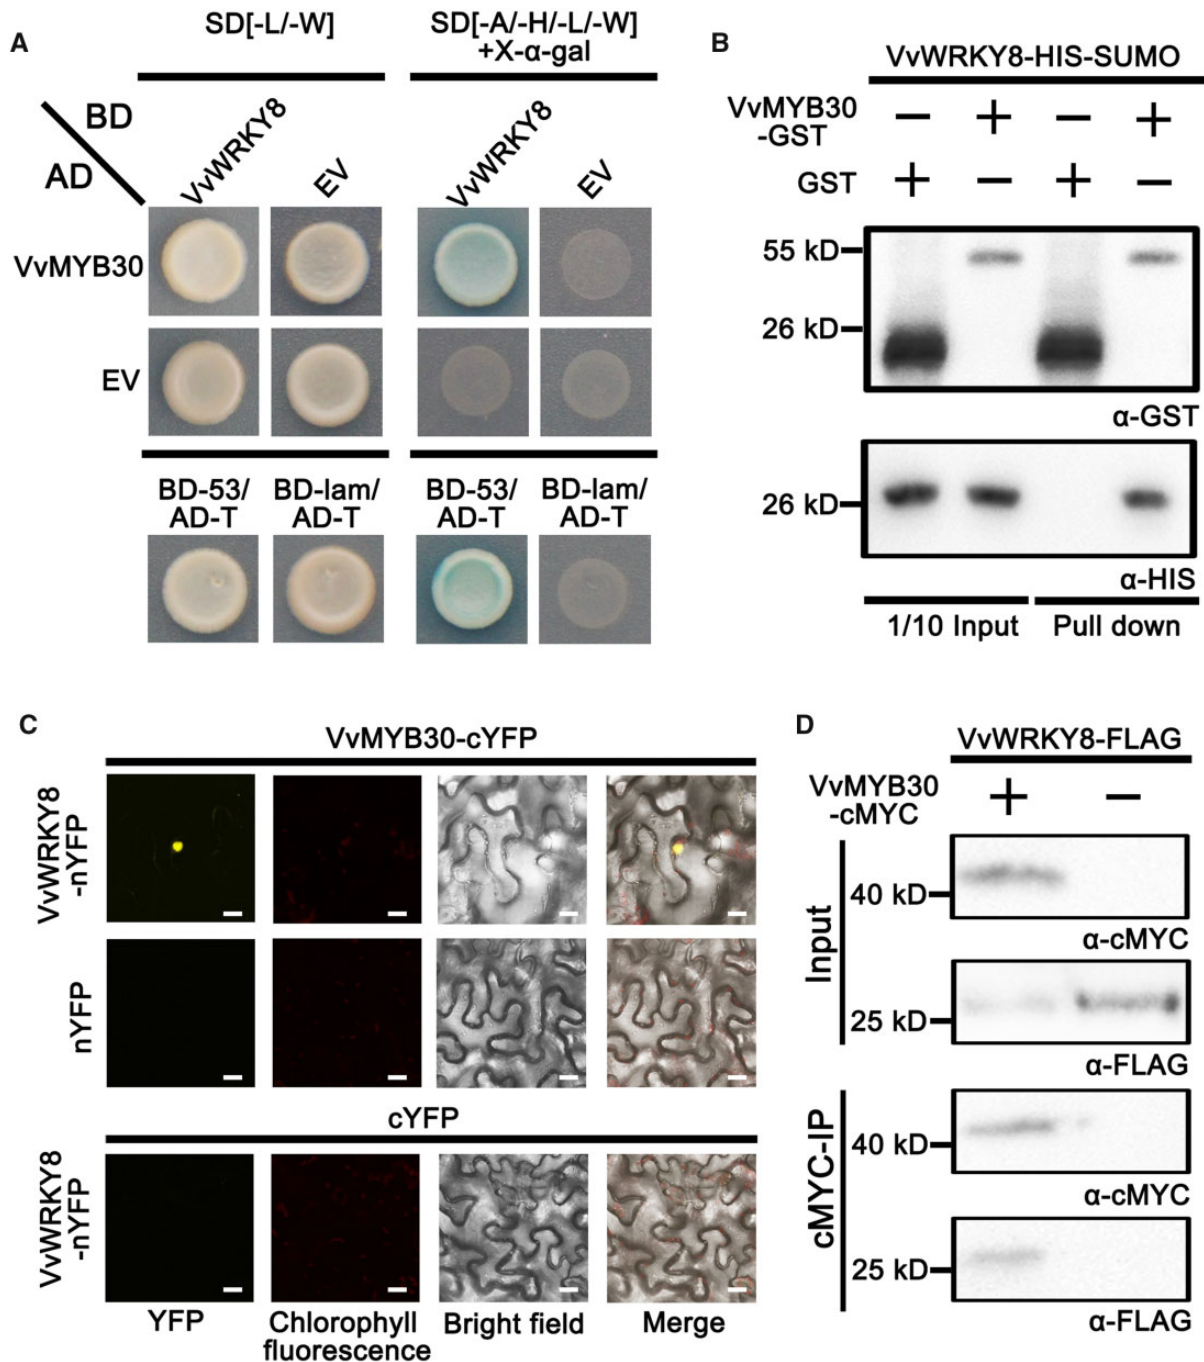 A
SD[-L/-W]
SD[-A/-H/-L/-W]
+X-α-gal
BD
AD
VvWRKY8
EV
VvWRKY8
EV
VvMYB30
EV
BD-53/
AD-T
BD-lam/
AD-T
BD-53/
AD-T
BD-lam/
AD-T
B
VvWRKY8-HIS-SUMO
VvMYB30
-GST
− + − +
GST
+ − + −
55 kD
26 kD
α-GST
26 kD
α-HIS
1/10 Input
Pull down
C
VvMYB30-cYFP
VvWRKY8
-nYFP
nYFP
cYFP
VvWRKY8
-nYFP
YFP
Chlorophyll
fluorescence
Bright field
Merge
D
VvWRKY8-FLAG
VvMYB30
-cMYC
+ −
Input
40 kD
α-cMYC
25 kD
α-FLAG
cMYC-IP
40 kD
α-cMYC
25 kD
α-FLAG